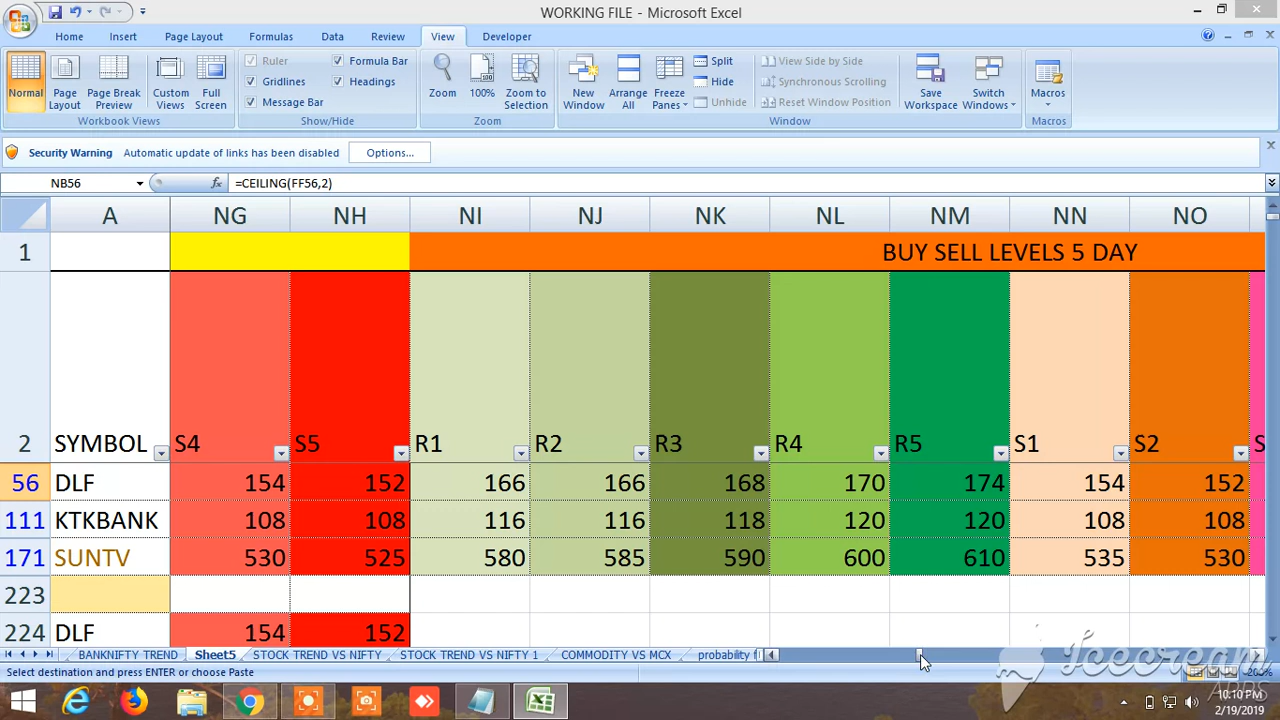 WORKING FILE - Microsoft Excel
Home Insert Page Layout Formulas Data Review View Developer
Normal Page Layout Page Break Preview Custom Views Full Screen
Workbook Views
Ruler Formula Bar
Gridlines Headings
Message Bar
Show/Hide
Zoom 100% Zoom to Selection
Zoom
New Window Arrange All Freeze Panes
Split
Hide
Unhide
View Side by Side
Synchronous Scrolling
Reset Window Position
Save Workspace Switch Windows
Window
Macros
Macros
Security Warning Automatic update of links has been disabled Options...
NB56 fx =CEILING(FF56,2)
A NG NH NI NJ NK NL NM NN NO
1 BUY SELL LEVELS 5 DAY
2 SYMBOL S4 S5 R1 R2 R3 R4 R5 S1 S2 S
56 DLF 154 152 166 166 168 170 174 154 152
111 KTKBANK 108 108 116 116 118 120 120 108 108
171 SUNTV 530 525 580 585 590 600 610 535 530
223
224 DLF 154 152
BANKNIFTY TREND Sheet5 STOCK TREND VS NIFTY STOCK TREND VS NIFTY 1 COMMODITY VS MCX probability f
Select destination and press ENTER or choose Paste 200%
Icecream
APPS
10:10 PM
2/19/2019